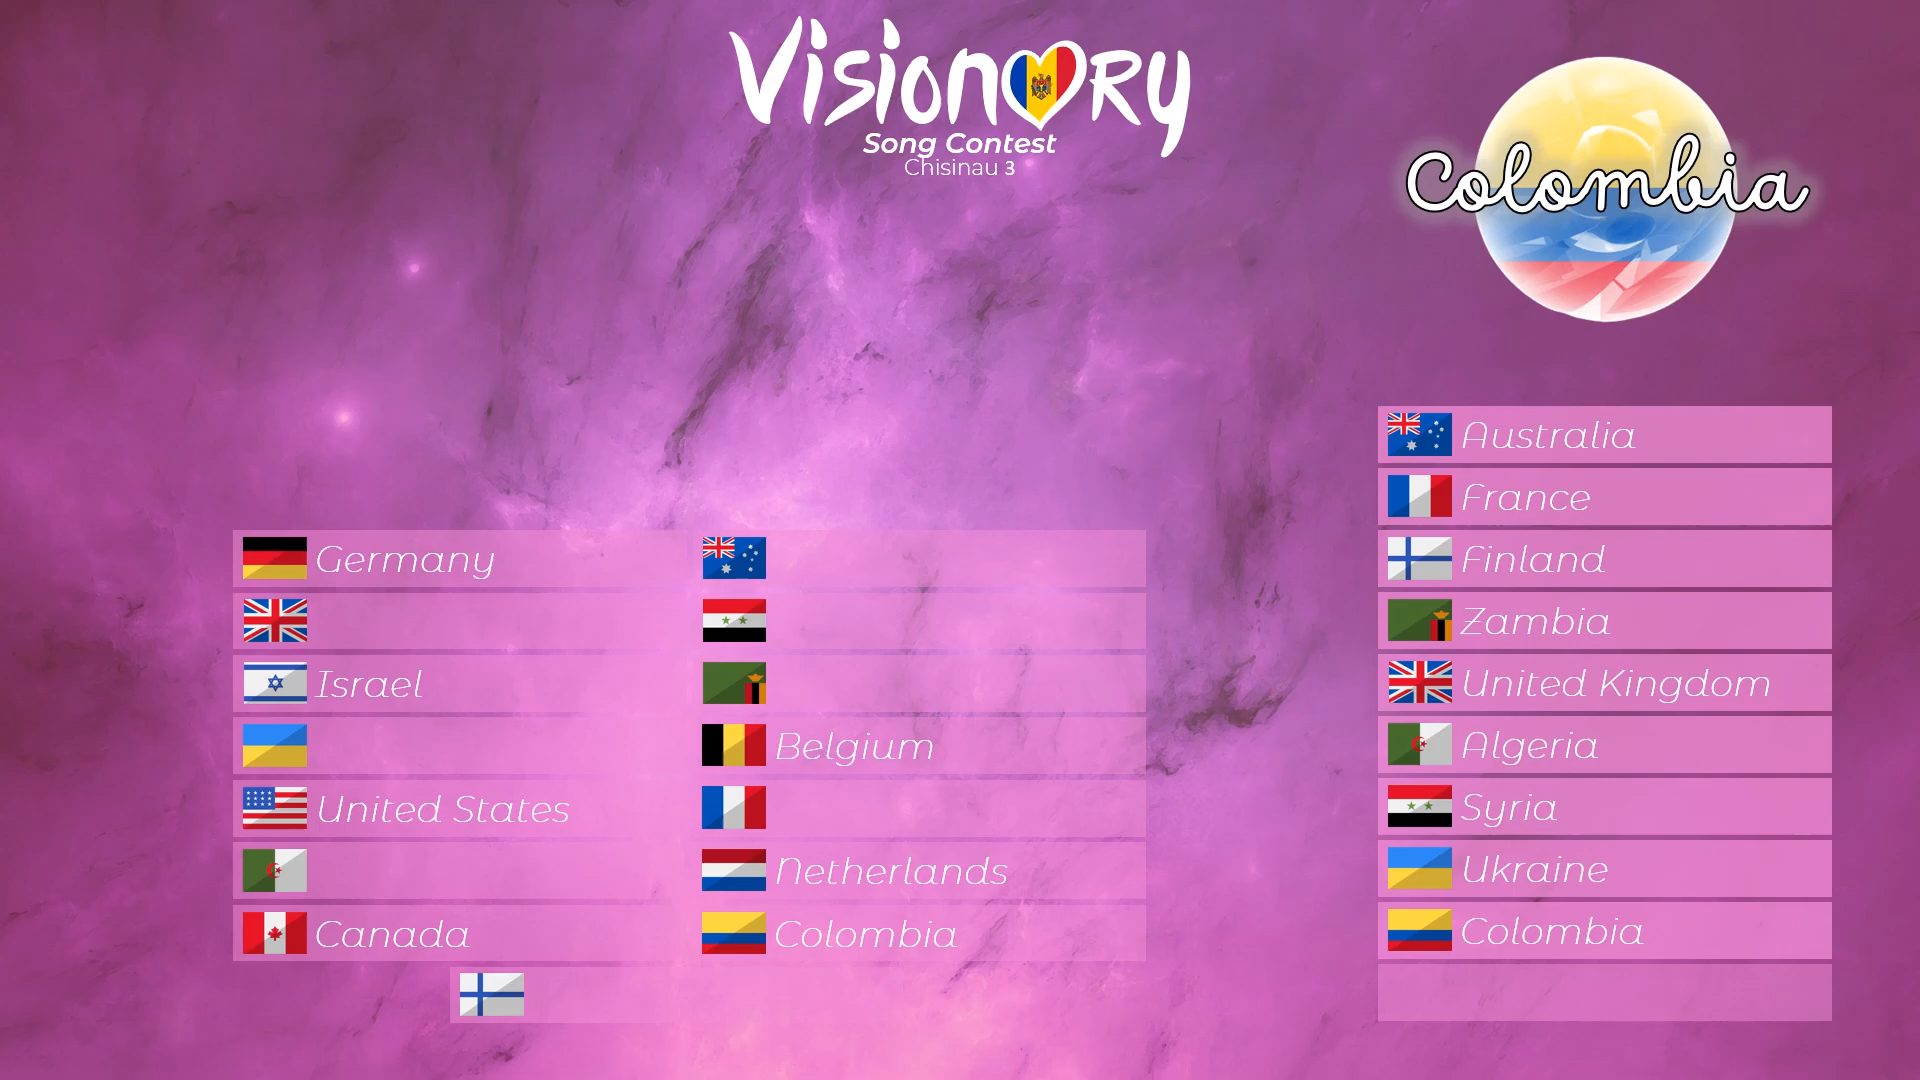 Visionary
Song Contest
Chisinau 3
Colombia
Germany
Israel
United States
Canada
Belgium
Netherlands
Colombia
Australia
France
Finland
Zambia
United Kingdom
Algeria
Syria
Ukraine
Colombia